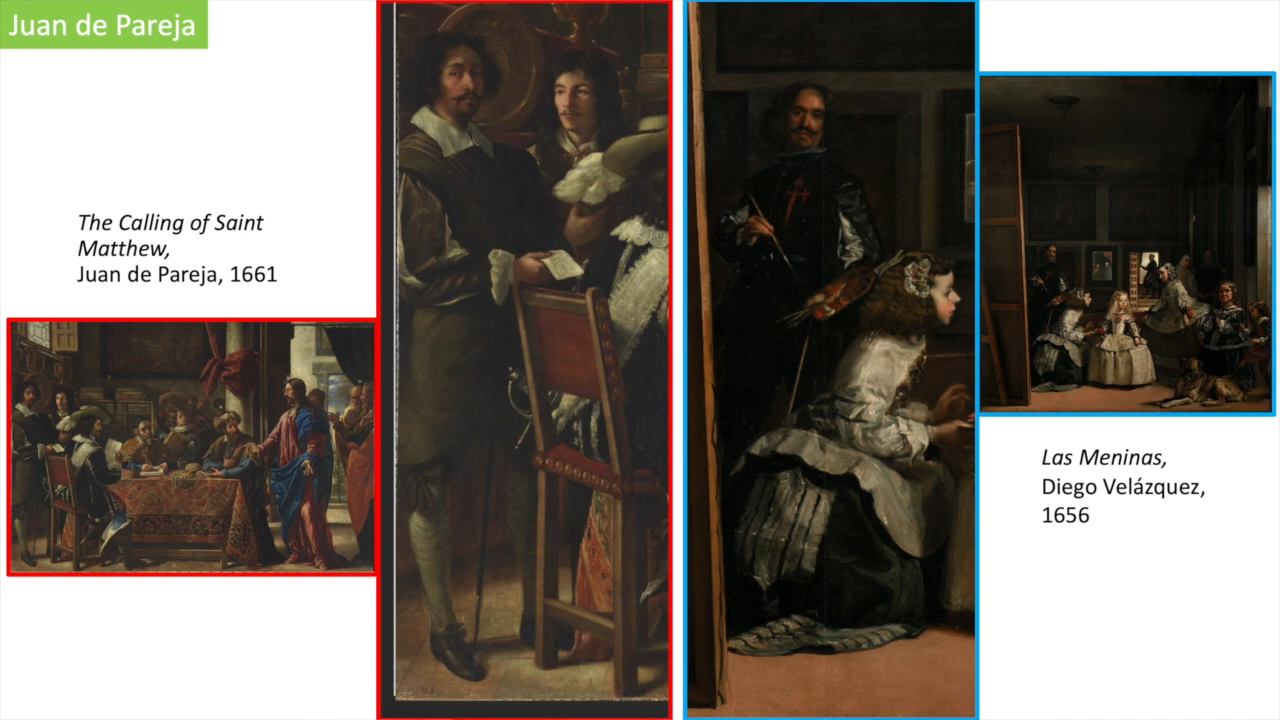 Juan de Pareja
The Calling of Saint
Matthew,
Juan de Pareja, 1661
Las Meninas,
Diego Velázquez,
1656